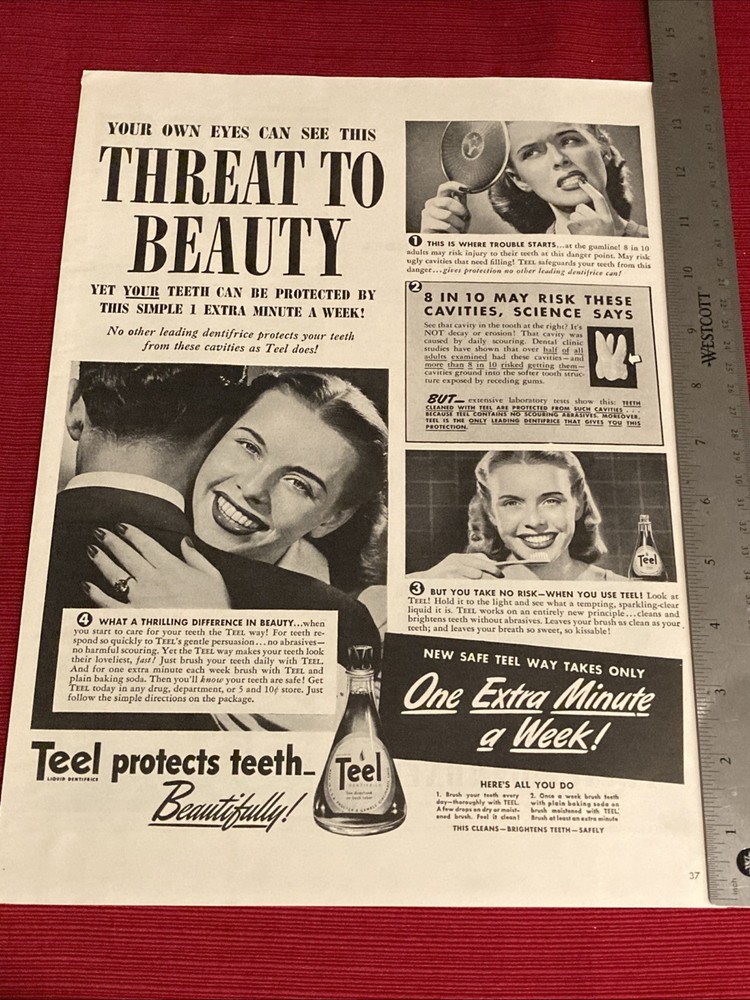 YOUR OWN EYES CAN SEE THIS
THREAT TO
BEAUTY
YET YOUR TEETH CAN BE PROTECTED BY
THIS SIMPLE 1 EXTRA MINUTE A WEEK!
No other leading dentifrice protects your teeth
from these cavities as Teel does!
1 THIS IS WHERE TROUBLE STARTS...at the gumline! 8 in 10
adults may risk injury to their teeth at this danger point. May risk
ugly cavities that need filling! TEEL safeguards your teeth from this
danger...gives protection no other leading dentifrice can!
2
8 IN 10 MAY RISK THESE
CAVITIES, SCIENCE SAYS
See that cavity in the tooth at the right? It's
NOT decay or erosion! That cavity was
caused by daily scouring. Dental clinic
studies have shown that over half of all
adults examined had these cavities—and
more than 8 in 10 risked getting them—
cavities ground into the softer tooth struc-
ture exposed by receding gums.
BUT— extensive laboratory tests show this: TEETH
CLEANED WITH TEEL ARE PROTECTED FROM SUCH CAVITIES...
BECAUSE TEEL CONTAINS NO SCOURING ABRASIVES. MOREOVER,
TEEL IS THE ONLY LEADING DENTIFRICE THAT GIVES YOU THIS
PROTECTION.
Teel
3 BUT YOU TAKE NO RISK—WHEN YOU USE TEEL! Look at
TEEL! Hold it to the light and see what a tempting, sparkling-clear
liquid it is. TEEL works on an entirely new principle...cleans and
brightens teeth without abrasives. Leaves your brush as clean as your
teeth; and leaves your breath so sweet, so kissable!
4 WHAT A THRILLING DIFFERENCE IN BEAUTY...when
you start to care for your teeth the TEEL way! For teeth re-
spond so quickly to TEEL's gentle persuasion...no abrasives—
no harmful scouring. Yet the TEEL way makes your teeth look
their loveliest, fast! Just brush your teeth daily with TEEL.
And for one extra minute each week brush with TEEL and
plain baking soda. Then you'll know your teeth are safe! Get
TEEL today in any drug, department, or 5 and 10¢ store. Just
follow the simple directions on the package.
NEW SAFE TEEL WAY TAKES ONLY
One Extra Minute
a Week!
Teel protects teeth—
LIQUID DENTIFRICE
Beautifully!
Teel
DENTIFRICE
HERE'S ALL YOU DO
1. Brush your teeth every
day—thoroughly with TEEL.
A few drops on dry or moist-
ened brush. Feel it clean!
2. Once a week brush teeth
with plain baking soda on
brush moistened with TEEL.
Brush at least an extra minute
THIS CLEANS—BRIGHTENS TEETH—SAFELY
37
WESTCOTT
15
14
13
12
11
10
9
8
7
6
5
4
3
2
1
inch